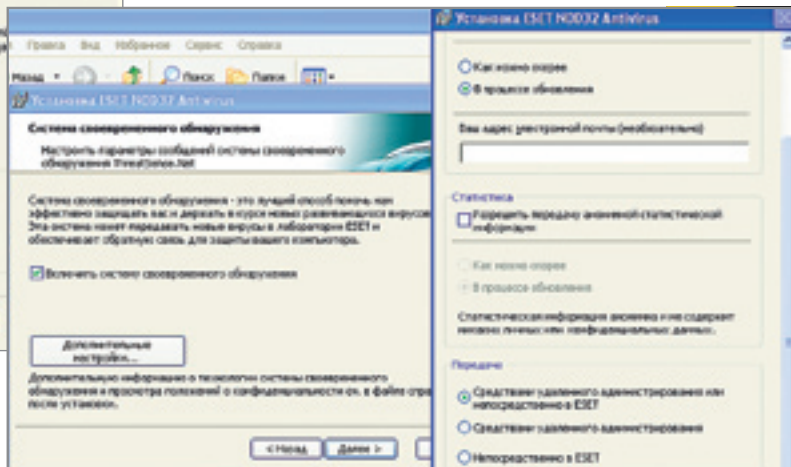 Правка Вид Избранное Сервис Справка
Назад Поиск Папки
Установка ESET NOD32 Antivirus
Система своевременного обнаружения
Настроить параметры сообщений системы своевременного
обнаружения ThreatSense.Net
Система своевременного обнаружения - это лучший способ помочь нам
эффективно защищать вас и держать в курсе новых развивающихся вирусов
Эта система может передавать новые вирусы в лаборатории ESET и
обеспечивает обратную связь для защиты вашего компьютера.
Включить систему своевременного обнаружения
Дополнительные
настройки...
Дополнительную информацию о технологии системы своевременного
обнаружения и просмотра положений о конфиденциальности см. в файле спра
после установки.
< Назад Далее >
Установка ESET NOD32 Antivirus
Как можно скорее
В процессе обновления
Ваш адрес электронной почты (необязательно)
Статистика
Разрешить передачу анонимной статистической
информации
Как можно скорее
В процессе обновления
Статистическая информация анонимна и не содержит
никаких личных или конфиденциальных данных.
Передача
Средствами удаленного администрирования или
непосредственно в ESET
Средствами удаленного администрирования
Непосредственно в ESET